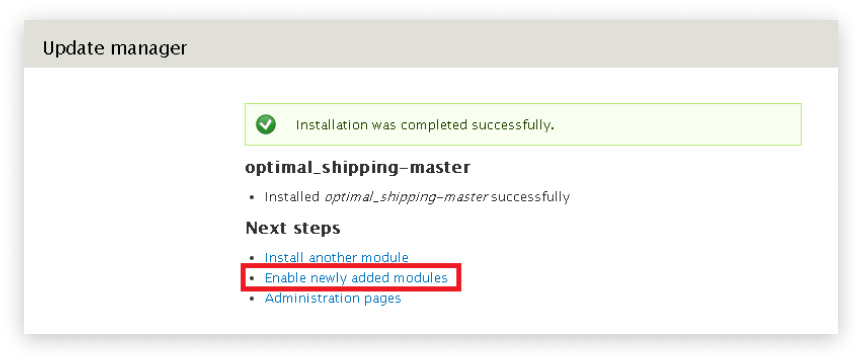 Update manager
Installation was completed successfully.
optimal_shipping-master
• Installed optimal_shipping-master successfully
Next steps
• Install another module
• Enable newly added modules
• Administration pages